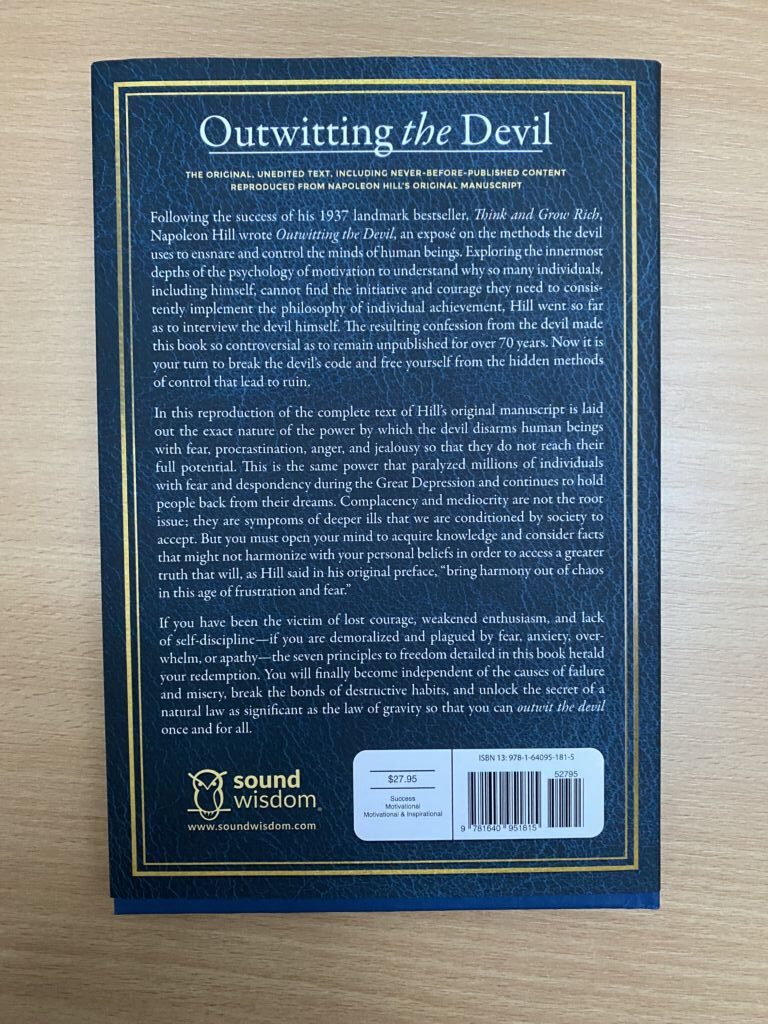 Outwitting the Devil
THE ORIGINAL, UNEDITED TEXT, INCLUDING NEVER-BEFORE-PUBLISHED CONTENT
REPRODUCED FROM NAPOLEON HILL'S ORIGINAL MANUSCRIPT
Following the success of his 1937 landmark bestseller, Think and Grow Rich,
Napoleon Hill wrote Outwitting the Devil, an exposé on the methods the devil
uses to ensnare and control the minds of human beings. Exploring the innermost
depths of the psychology of motivation to understand why so many individuals,
including himself, cannot find the initiative and courage they need to consis-
tently implement the philosophy of individual achievement, Hill went so far
as to interview the devil himself. The resulting confession from the devil made
this book so controversial as to remain unpublished for over 70 years. Now it is
your turn to break the devil's code and free yourself from the hidden methods
of control that lead to ruin.
In this reproduction of the complete text of Hill's original manuscript is laid
out the exact nature of the power by which the devil disarms human beings
with fear, procrastination, anger, and jealousy so that they do not reach their
full potential. This is the same power that paralyzed millions of individuals
with fear and despondency during the Great Depression and continues to hold
people back from their dreams. Complacency and mediocrity are not the root
issue; they are symptoms of deeper ills that we are conditioned by society to
accept. But you must open your mind to acquire knowledge and consider facts
that might not harmonize with your personal beliefs in order to access a greater
truth that will, as Hill said in his original preface, “bring harmony out of chaos
in this age of frustration and fear.”
If you have been the victim of lost courage, weakened enthusiasm, and lack
of self-discipline—if you are demoralized and plagued by fear, anxiety, over-
whelm, or apathy—the seven principles to freedom detailed in this book herald
your redemption. You will finally become independent of the causes of failure
and misery, break the bonds of destructive habits, and unlock the secret of a
natural law as significant as the law of gravity so that you can outwit the devil
once and for all.
sound
wisdom®
www.soundwisdom.com
$27.95
Success
Motivational
Motivational & Inspirational
ISBN 13: 978-1-64095-181-5
52795
9 781640 951815